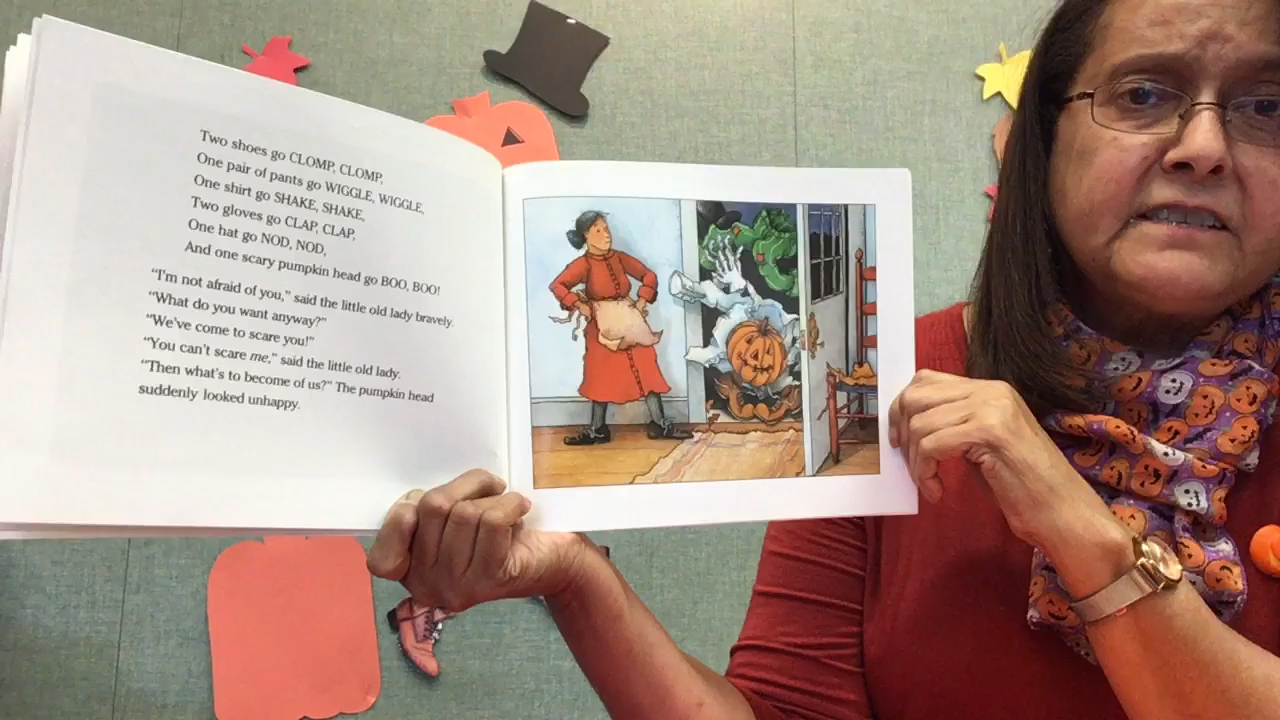 Two shoes go CLOMP, CLOMP,
One pair of pants go WIGGLE, WIGGLE,
One shirt go SHAKE, SHAKE,
Two gloves go CLAP, CLAP,
One hat go NOD, NOD,
And one scary pumpkin head go BOO, BOO!
"I'm not afraid of you," said the little old lady bravely.
"What do you want anyway?"
"We've come to scare you!"
"You can't scare me," said the little old lady.
"Then what's to become of us?" The pumpkin head
suddenly looked unhappy.